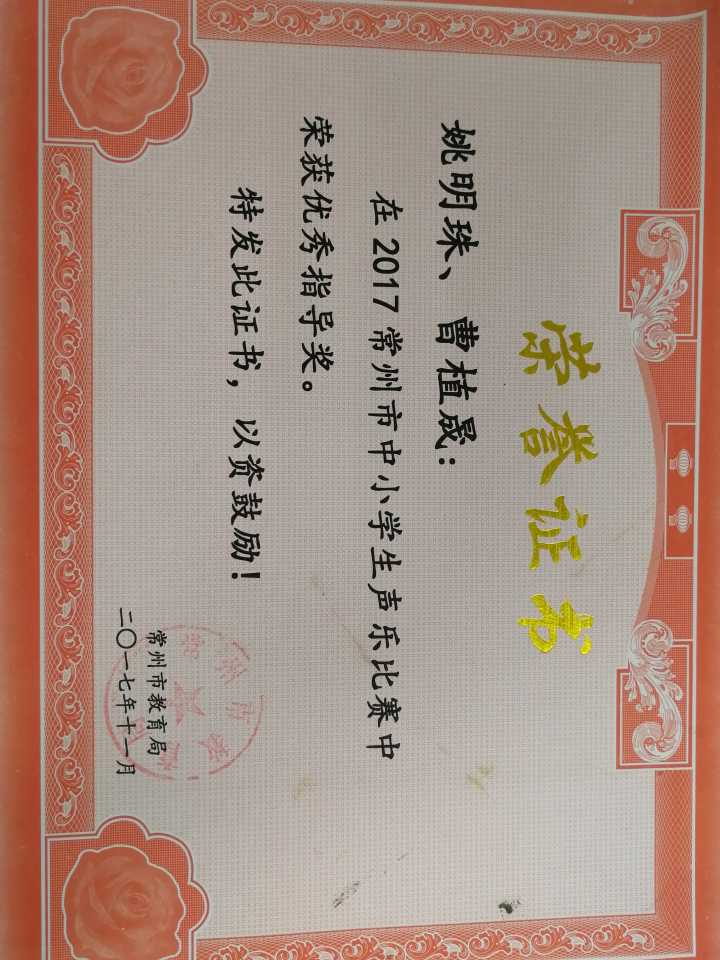 荣誉证书
姚明珠、曹植晟：
在2017常州市中小学生声乐比赛中
荣获优秀指导奖。
特发此证书，以资鼓励！
常州市教育局
二〇一七年十一月